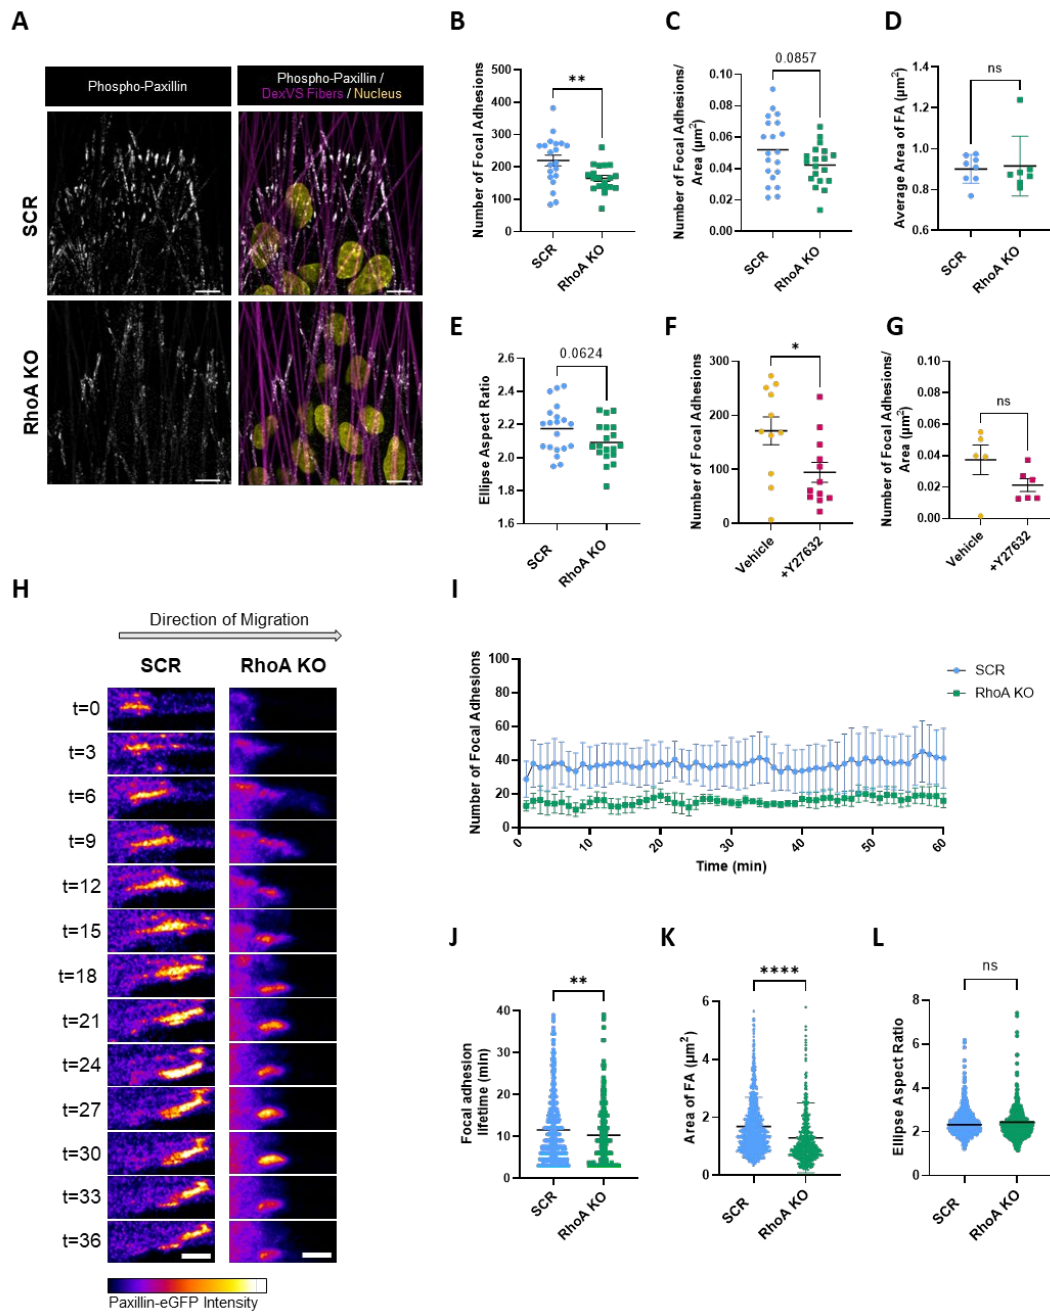 A
Phospho-Paxillin
Phospho-Paxillin /
DexVS Fibers / Nucleus
SCR
RhoA KO
B
Number of Focal Adhesions
500
400
300
200
100
0
**
SCR
RhoA KO
C
Number of Focal Adhesions/
Area (μm²)
0.10
0.08
0.06
0.04
0.02
0.00
0.0857
SCR
RhoA KO
D
Average Area of FA (μm²)
1.4
1.2
1.0
0.8
0.6
ns
SCR
RhoA KO
E
Ellipse Aspect Ratio
2.6
2.4
2.2
2.0
1.8
1.6
0.0624
SCR
RhoA KO
F
Number of Focal Adhesions
300
200
100
0
*
Vehicle
+Y27632
G
Number of Focal Adhesions/
Area (μm²)
0.10
0.08
0.06
0.04
0.02
0.00
ns
Vehicle
+Y27632
H
Direction of Migration
SCR
RhoA KO
t=0
t=3
t=6
t=9
t=12
t=15
t=18
t=21
t=24
t=27
t=30
t=33
t=36
Paxillin-eGFP Intensity
I
Number of Focal Adhesions
100
80
60
40
20
0
0
10
20
30
40
50
60
Time (min)
SCR
RhoA KO
J
Focal adhesion
lifetime (min)
40
30
20
10
0
**
SCR
RhoA KO
K
Area of FA (μm²)
6
4
2
0
****
SCR
RhoA KO
L
Ellipse Aspect Ratio
8
6
4
2
0
ns
SCR
RhoA KO